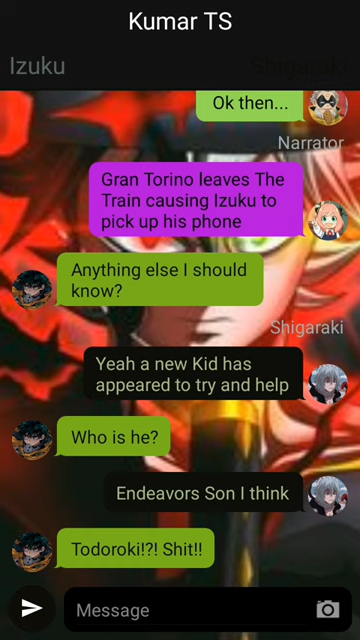 Kumar TS
Izuku
Shigaraki
Ok then...
Narrator
Gran Torino leaves The
Train causing Izuku to
pick up his phone
Anything else I should
know?
Shigaraki
Yeah a new Kid has
appeared to try and help
Who is he?
Endeavors Son I think
Todoroki!?! Shit!!
Message